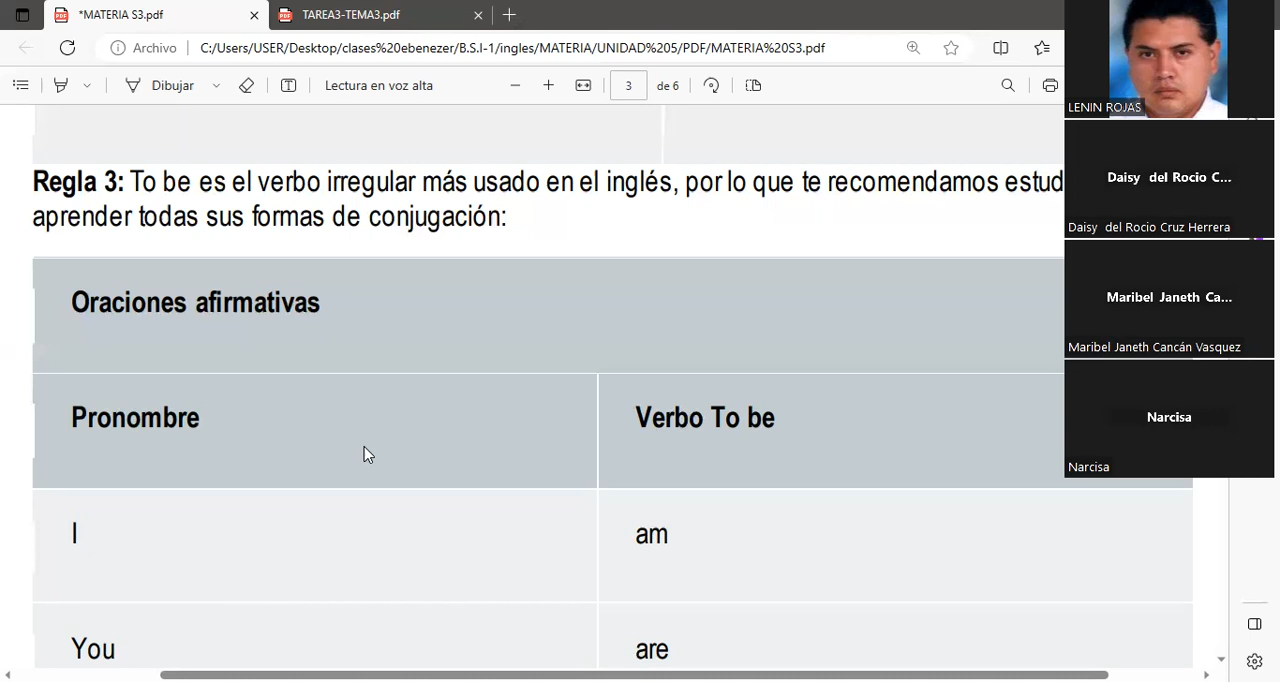 *MATERIA S3.pdf
TAREA3-TEMA3.pdf
Archivo
C:/Users/USER/Desktop/clases%20ebenezer/B.S.I-1/ingles/MATERIA/UNIDAD%205/PDF/MATERIA%20S3.pdf
Dibujar
Lectura en voz alta
3
de 6
Regla 3: To be es el verbo irregular más usado en el inglés, por lo que te recomendamos estud
aprender todas sus formas de conjugación:
Oraciones afirmativas
Pronombre
Verbo To be
I
am
You
are
LENIN ROJAS
Daisy del Rocio C...
Daisy del Rocio Cruz Herrera
Maribel Janeth Ca...
Maribel Janeth Cancán Vasquez
Narcisa
Narcisa